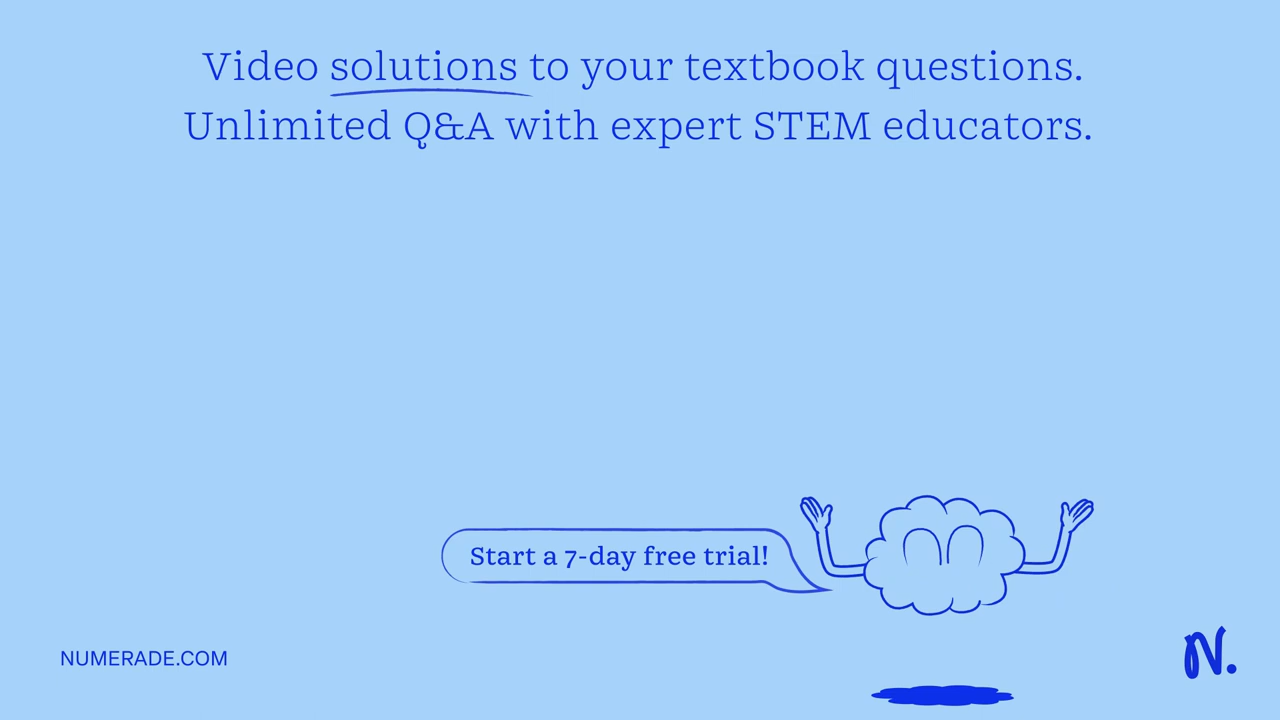 Video solutions to your textbook questions.
Unlimited Q&A with expert STEM educators.
Start a 7-day free trial!
NUMERADE.COM
N.